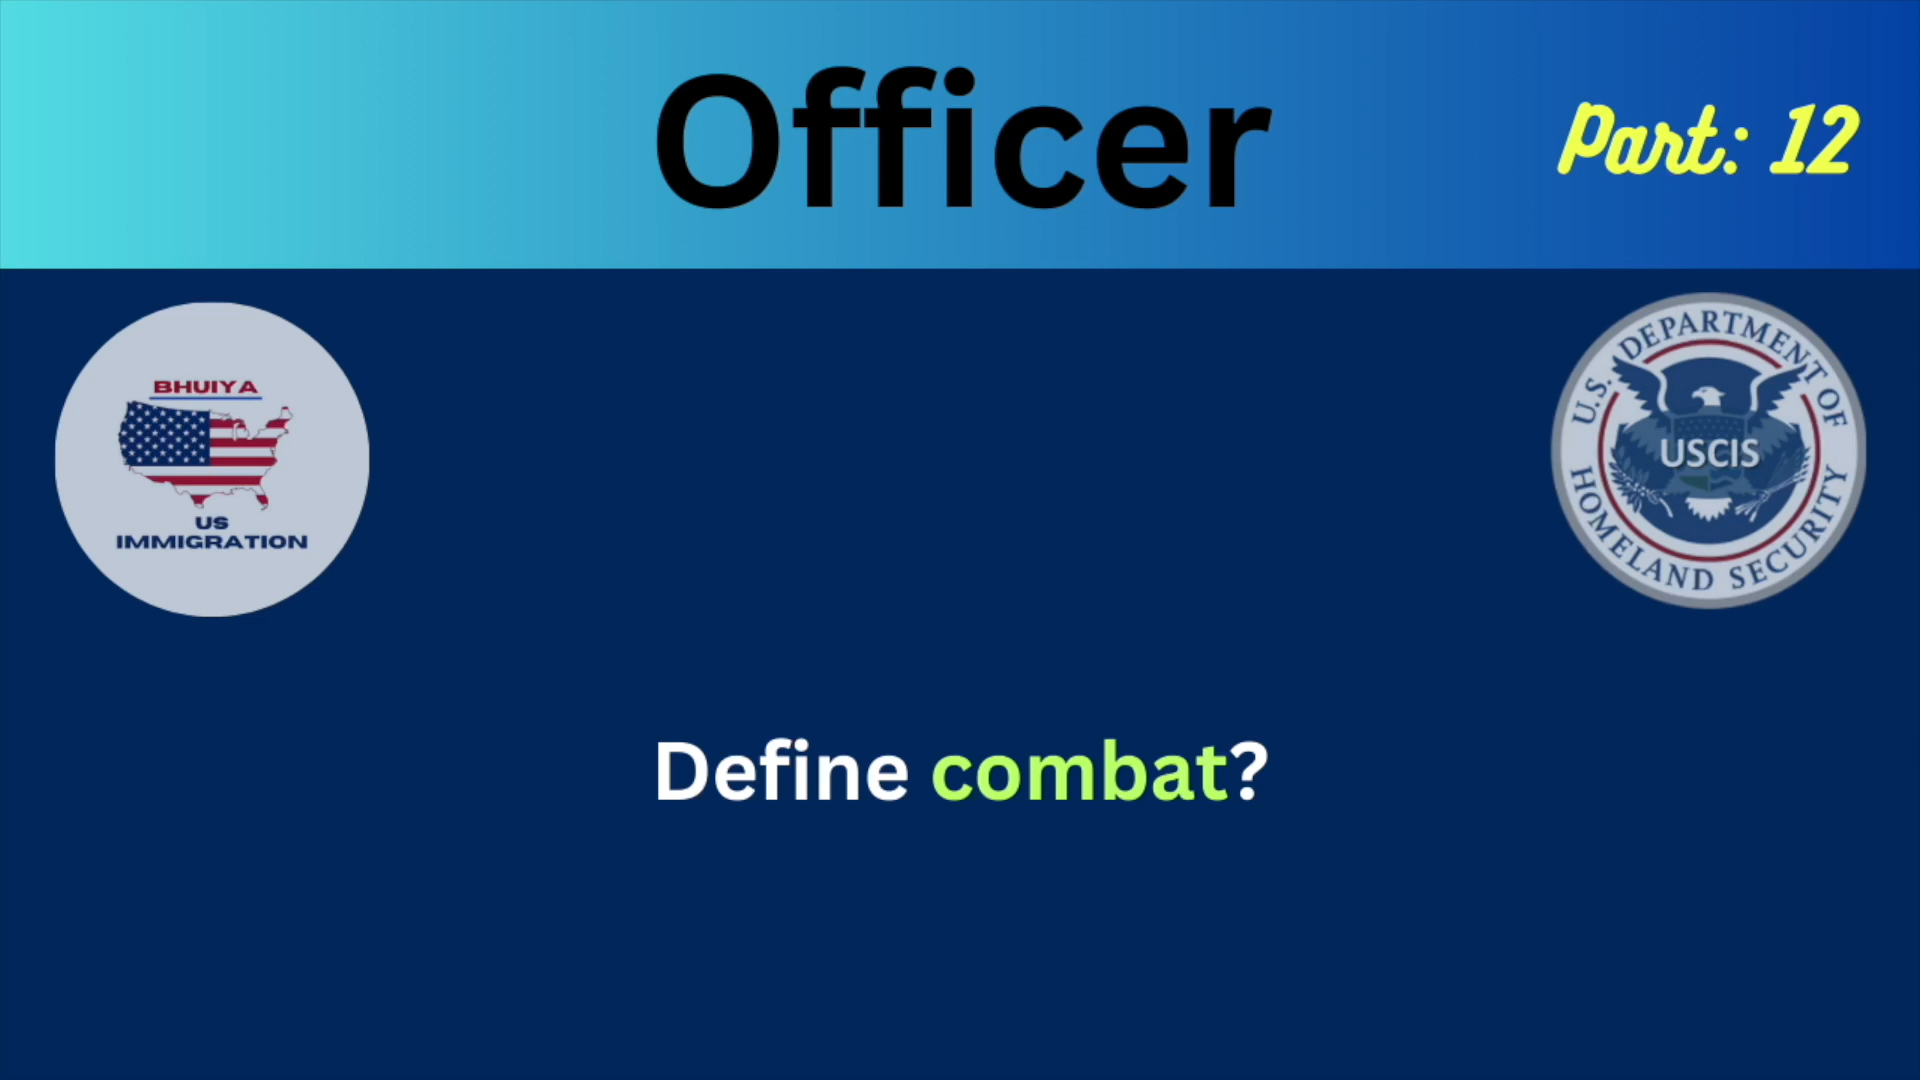 Officer
Part: 12
BHUIYA
US
IMMIGRATION
U.S. DEPARTMENT OF
USCIS
HOMELAND SECURITY
Define combat?